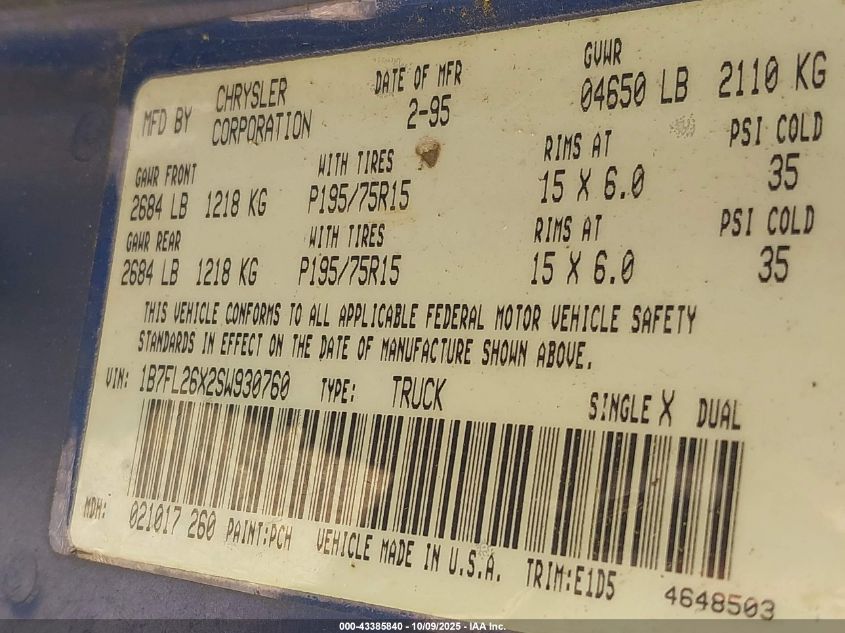 MFD BY CHRYSLER CORPORATION DATE OF MFR 2-95 GVWR 04650 LB 2110 KG
GAWR FRONT WITH TIRES RIMS AT PSI COLD
2684 LB 1218 KG P195/75R15 15 X 6.0 35
GAWR REAR WITH TIRES RIMS AT PSI COLD
2684 LB 1218 KG P195/75R15 15 X 6.0 35
THIS VEHICLE CONFORMS TO ALL APPLICABLE FEDERAL MOTOR VEHICLE SAFETY
STANDARDS IN EFFECT ON THE DATE OF MANUFACTURE SHOWN ABOVE.
VIN: 1B7FL26X2SW930760 TYPE: TRUCK SINGLE X DUAL
MDH: 021017 260 PAINT:PCH VEHICLE MADE IN U.S.A. TRIM:E1D5 4648503
000-43385840 - 10/09/2025 - IAA Inc.